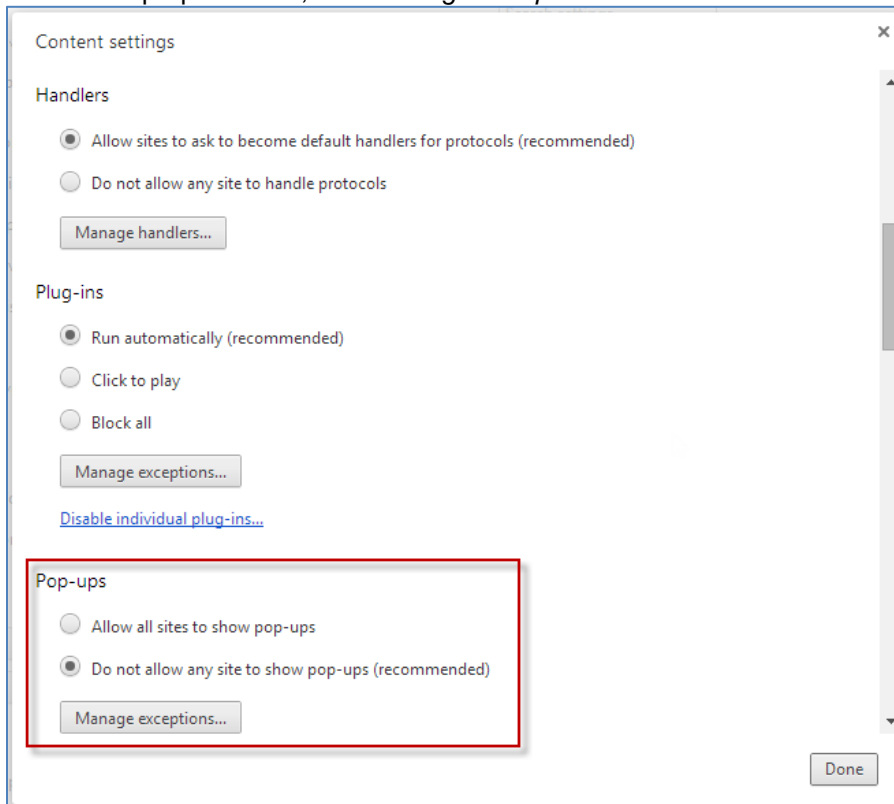 Content settings
Handlers
Allow sites to ask to become default handlers for protocols (recommended)
Do not allow any site to handle protocols
Manage handlers...
Plug-ins
Run automatically (recommended)
Click to play
Block all
Manage exceptions...
Disable individual plug-ins...
Pop-ups
Allow all sites to show pop-ups
Do not allow any site to show pop-ups (recommended)
Manage exceptions...
Done